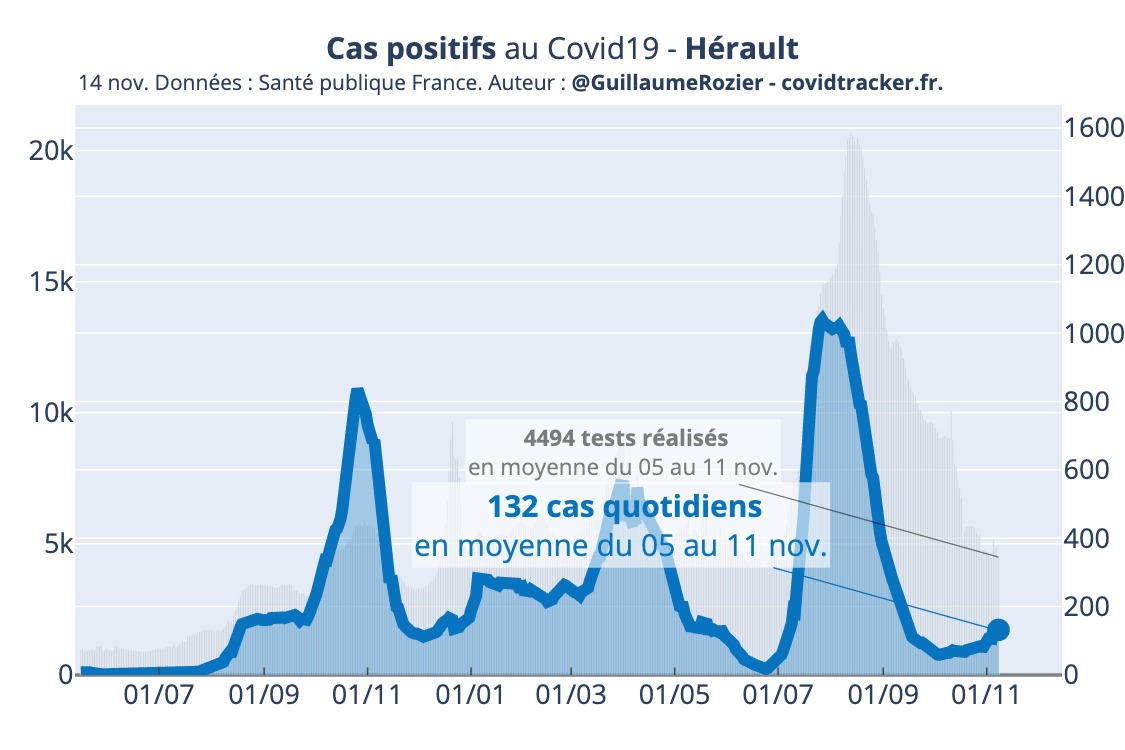 Cas positifs au Covid19 - Hérault
14 nov. Données : Santé publique France. Auteur : @GuillaumeRozier - covidtracker.fr.
20k
15k
10k
5k
0
1600
1400
1200
1000
800
600
400
200
0
4494 tests réalisés
en moyenne du 05 au 11 nov.
132 cas quotidiens
en moyenne du 05 au 11 nov.
01/07 01/09 01/11 01/01 01/03 01/05 01/07 01/09 01/11